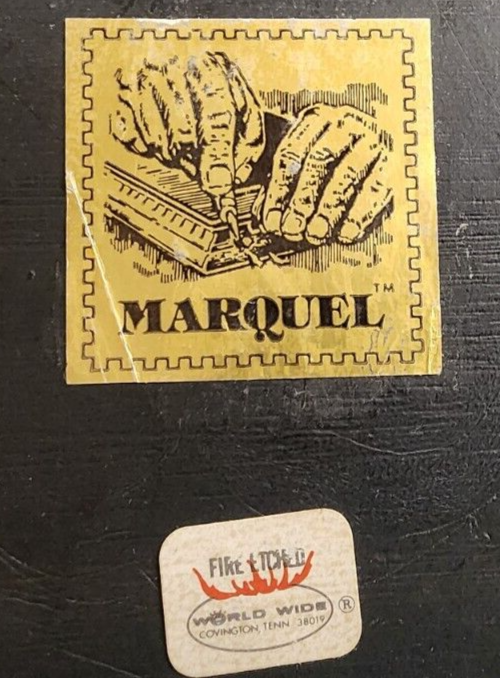 MARQUEL™
FIRE ETCHED
WORLD WIDE ®
COVINGTON, TENN 38019